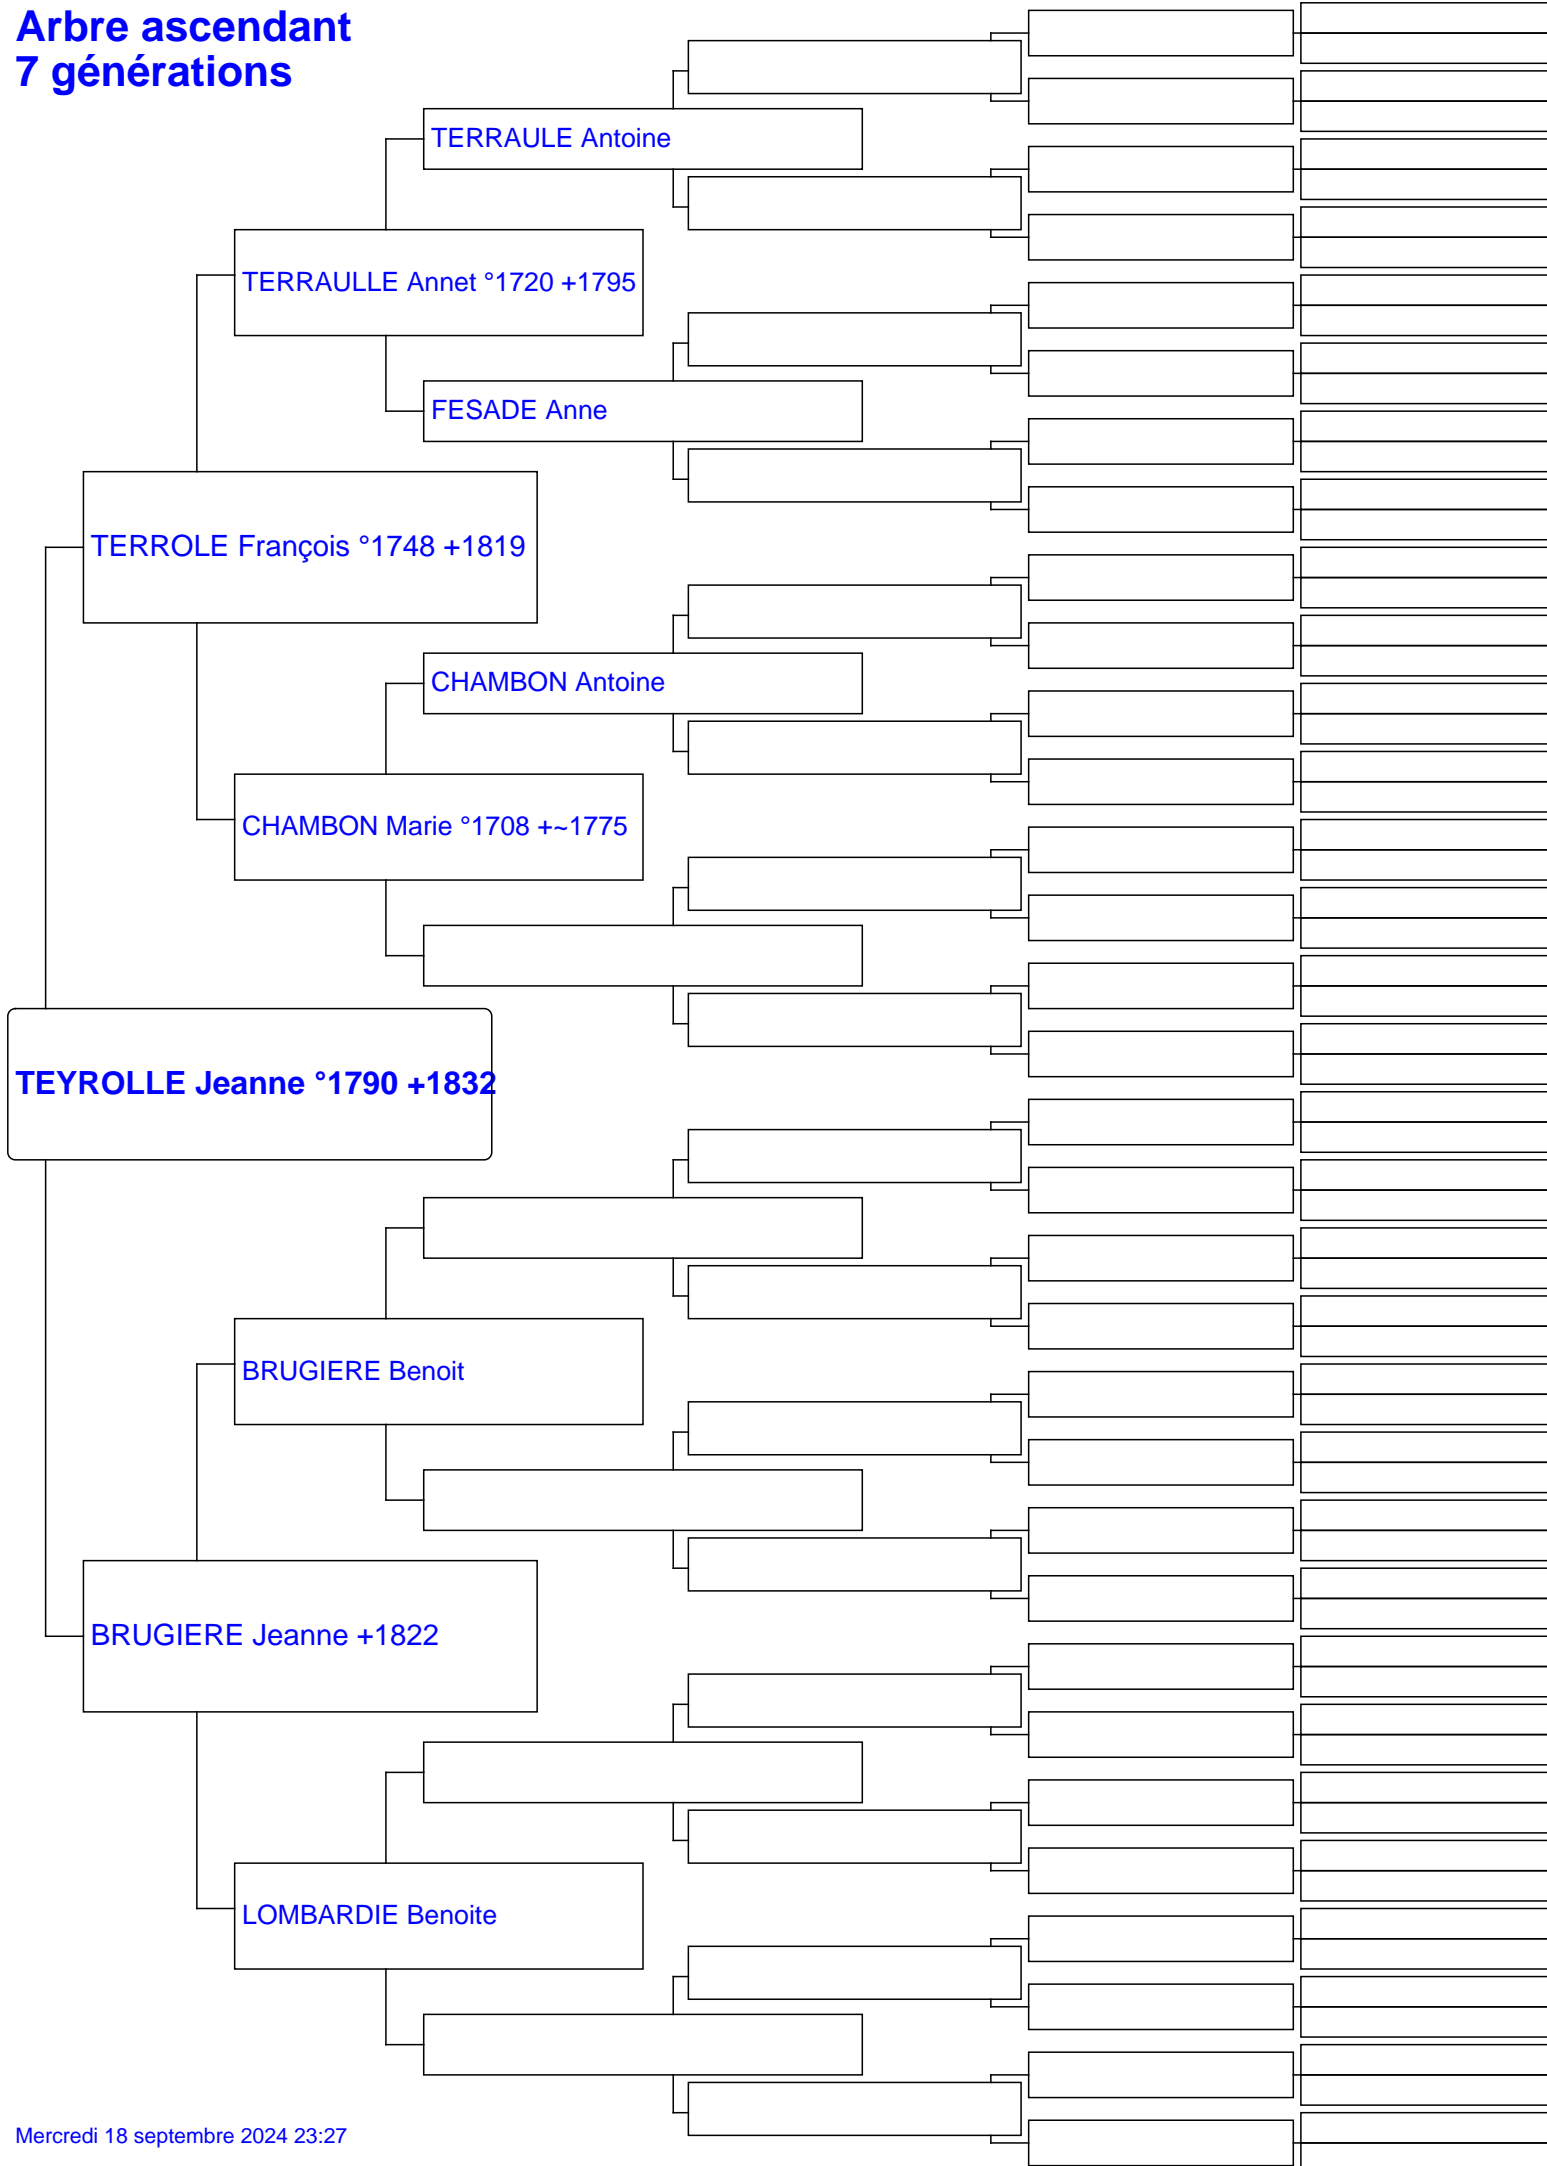 Arbre ascendant
7 générations
TERRAULE Antoine
TERRAULLE Annet °1720 +1795
FESADE Anne
TERROLE François °1748 +1819
CHAMBON Antoine
CHAMBON Marie °1708 +~1775
TEYROLLE Jeanne °1790 +1832
BRUGIERE Benoit
BRUGIERE Jeanne +1822
LOMBARDIE Benoite
Mercredi 18 septembre 2024 23:27